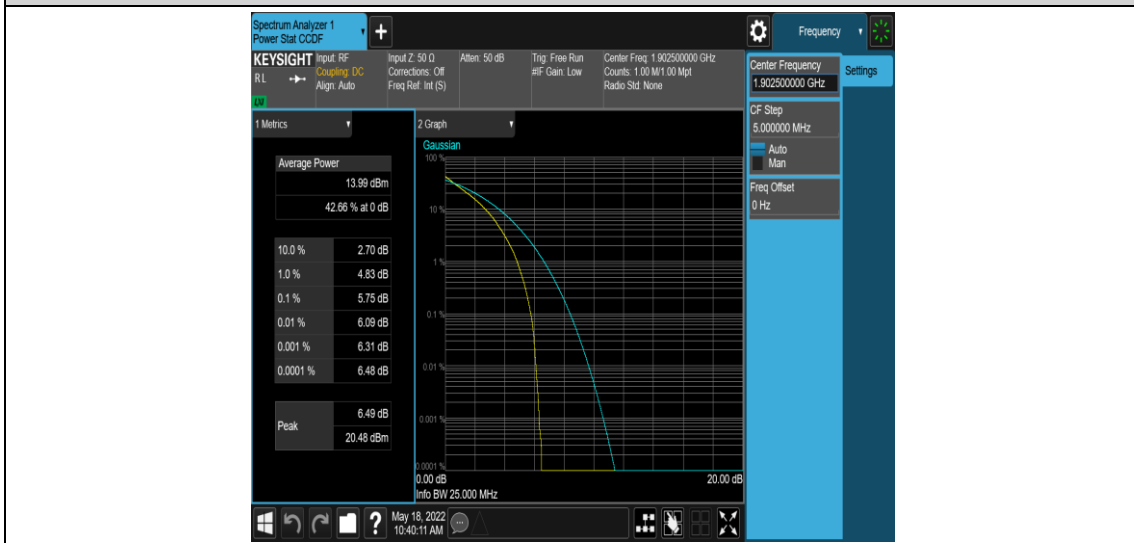 Spectrum Analyzer 1
Power Stat CCDF
+
Frequency
KEYSIGHT
RL
LXI
Input: RF
Coupling: DC
Align: Auto
Input Z: 50 Ω
Corrections: Off
Freq Ref: Int (S)
Atten: 50 dB
Trig: Free Run
#IF Gain: Low
Center Freq: 1.902500000 GHz
Counts: 1.00 M/1.00 Mpt
Radio Std: None
Center Frequency
1.902500000 GHz
Settings
CF Step
5.000000 MHz
Auto
Man
Freq Offset
0 Hz
1 Metrics
Average Power
13.99 dBm
42.66 % at 0 dB
10.0 % 2.70 dB
1.0 % 4.83 dB
0.1 % 5.75 dB
0.01 % 6.09 dB
0.001 % 6.31 dB
0.0001 % 6.48 dB
Peak
6.49 dB
20.48 dBm
2 Graph
Gaussian
100 %
10 %
1 %
0.1 %
0.01 %
0.001 %
0.0001 %
0.00 dB 20.00 dB
Info BW 25.000 MHz
?
May 18, 2022
10:40:11 AM